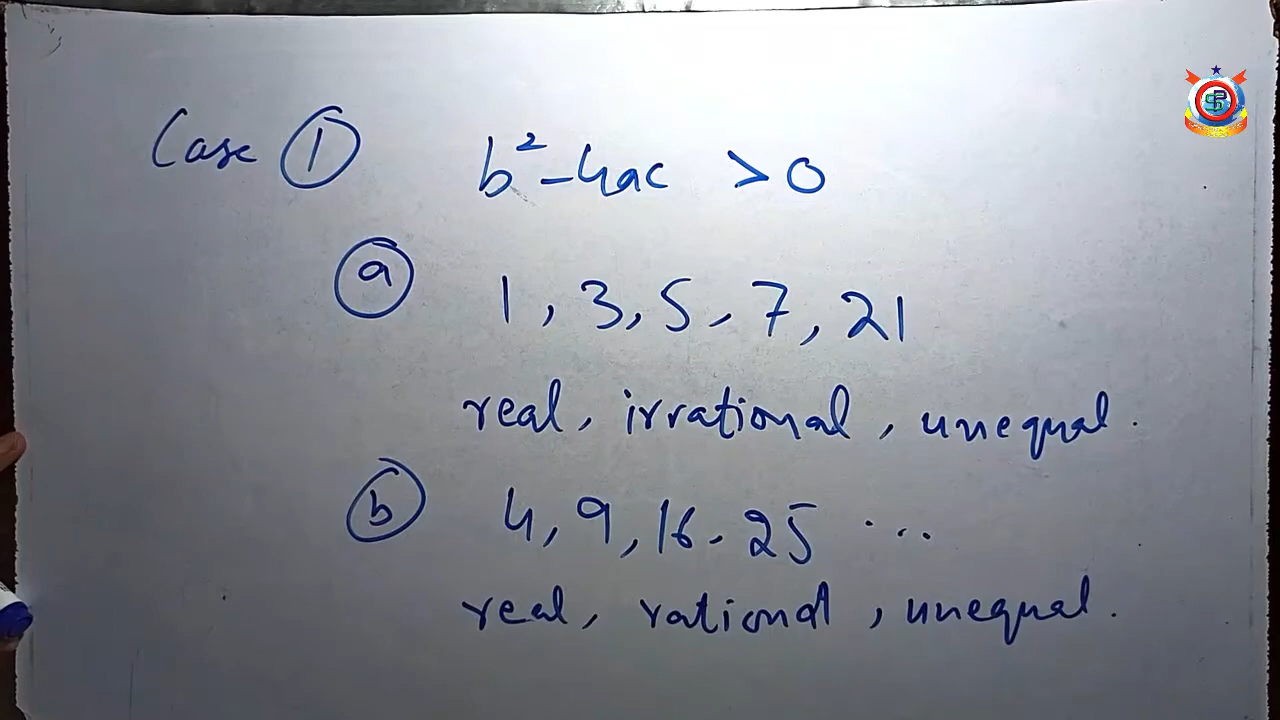 Case ① b² - 4ac > 0
ⓐ 1, 3, 5, 7, 21
real, irrational, unequal.
ⓑ 4, 9, 16, 25 ...
real, rational, unequal.